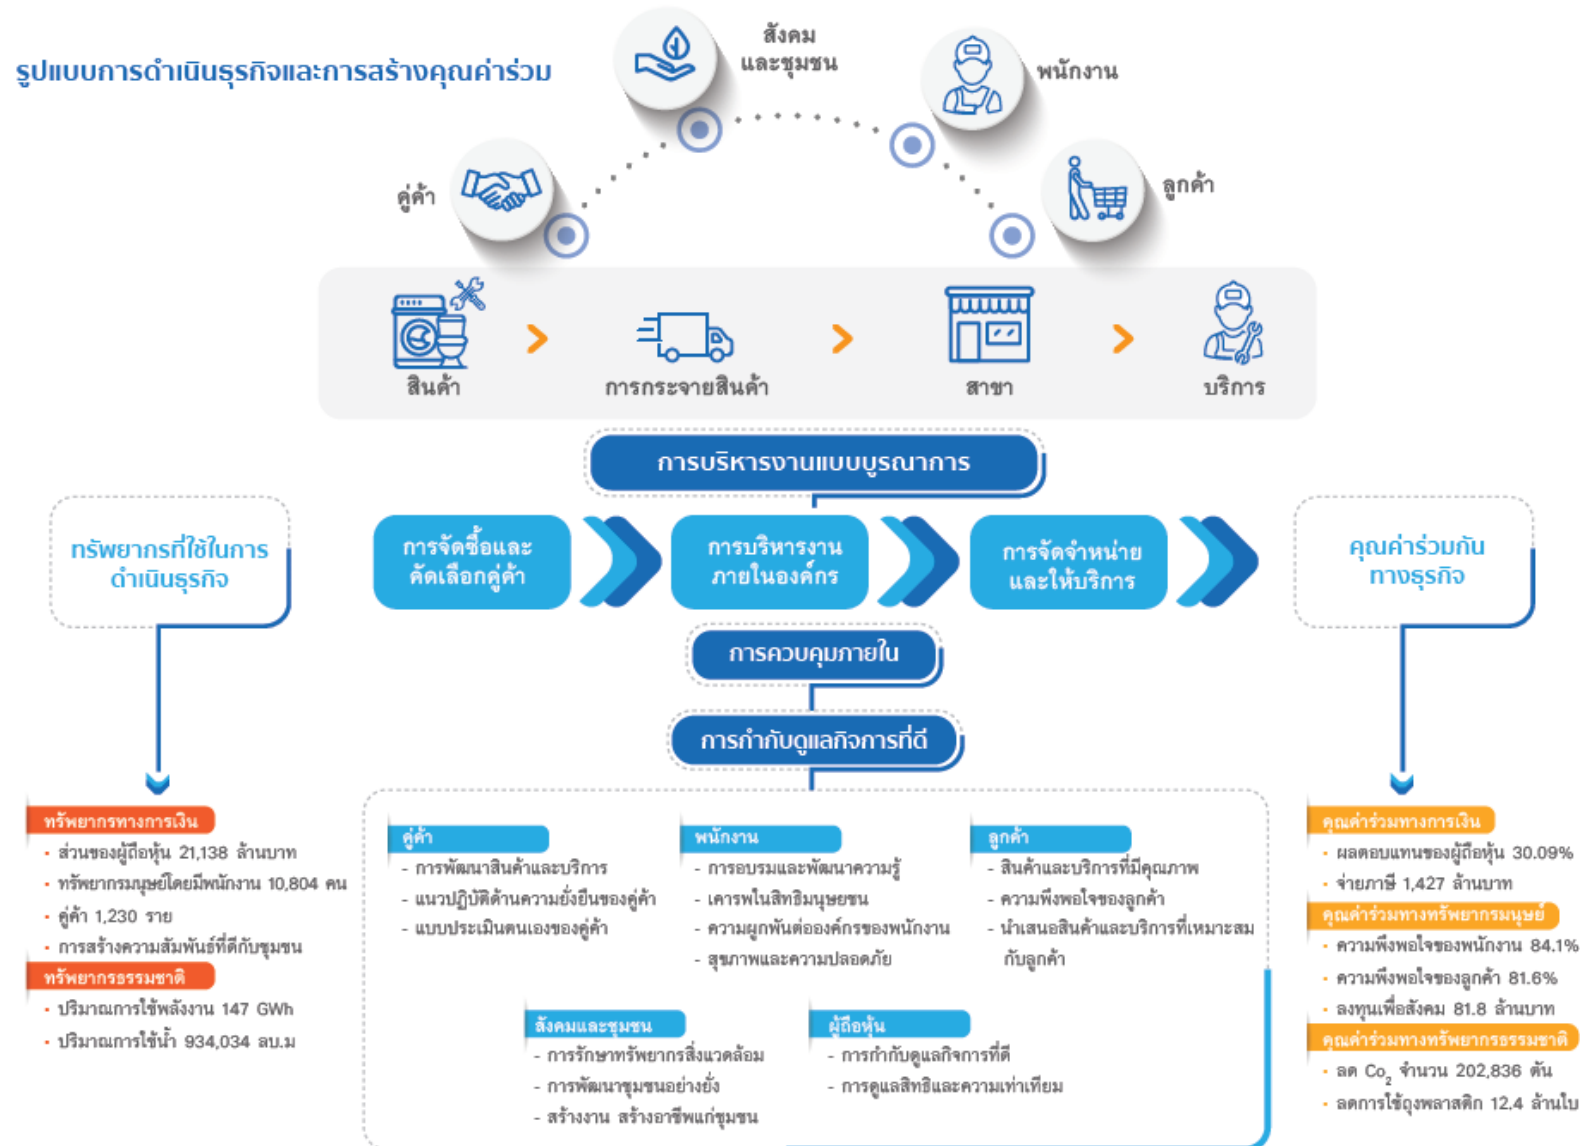 รูปแบบการดำเนินธุรกิจและการสร้างคุณค่าร่วม
สังคม
และชุมชน
พนักงาน
คู่ค้า
ลูกค้า
สินค้า
การกระจายสินค้า
สาขา
บริการ
การบริหารงานแบบบูรณาการ
ทรัพยากรที่ใช้ในการ
ดำเนินธุรกิจ
การจัดซื้อและ
คัดเลือกคู่ค้า
การบริหารงาน
ภายในองค์กร
การจัดจำหน่าย
และให้บริการ
คุณค่าร่วมกัน
ทางธุรกิจ
การควบคุมภายใน
การกำกับดูแลกิจการที่ดี
ทรัพยากรทางการเงิน
• ส่วนของผู้ถือหุ้น 21,138 ล้านบาท
• ทรัพยากรมนุษย์โดยมีพนักงาน 10,804 คน
• คู่ค้า 1,230 ราย
• การสร้างความสัมพันธ์ที่ดีกับชุมชน
ทรัพยากรธรรมชาติ
• ปริมาณการใช้พลังงาน 147 GWh
• ปริมาณการใช้น้ำ 934,034 ลบ.ม
คู่ค้า
- การพัฒนาสินค้าและบริการ
- แนวปฏิบัติด้านความยั่งยืนของคู่ค้า
- แบบประเมินตนเองของคู่ค้า
พนักงาน
- การอบรมและพัฒนาความรู้
- เคารพในสิทธิมนุษยชน
- ความผูกพันต่อองค์กรของพนักงาน
- สุขภาพและความปลอดภัย
ลูกค้า
- สินค้าและบริการที่มีคุณภาพ
- ความพึงพอใจของลูกค้า
- นำเสนอสินค้าและบริการที่เหมาะสม
กับลูกค้า
สังคมและชุมชน
- การรักษาทรัพยากรสิ่งแวดล้อม
- การพัฒนาชุมชนอย่างยั่ง
- สร้างงาน สร้างอาชีพแก่ชุมชน
ผู้ถือหุ้น
- การกำกับดูแลกิจการที่ดี
- การดูแลสิทธิและความเท่าเทียม
คุณค่าร่วมทางการเงิน
• ผลตอบแทนของผู้ถือหุ้น 30.09%
• จ่ายภาษี 1,427 ล้านบาท
คุณค่าร่วมทางทรัพยากรมนุษย์
• ความพึงพอใจของพนักงาน 84.1%
• ความพึงพอใจของลูกค้า 81.6%
• ลงทุนเพื่อสังคม 81.8 ล้านบาท
คุณค่าร่วมทางทรัพยากรธรรมชาติ
• ลด Co₂ จำนวน 202,836 ตัน
• ลดการใช้ถุงพลาสติก 12.4 ล้านใบ